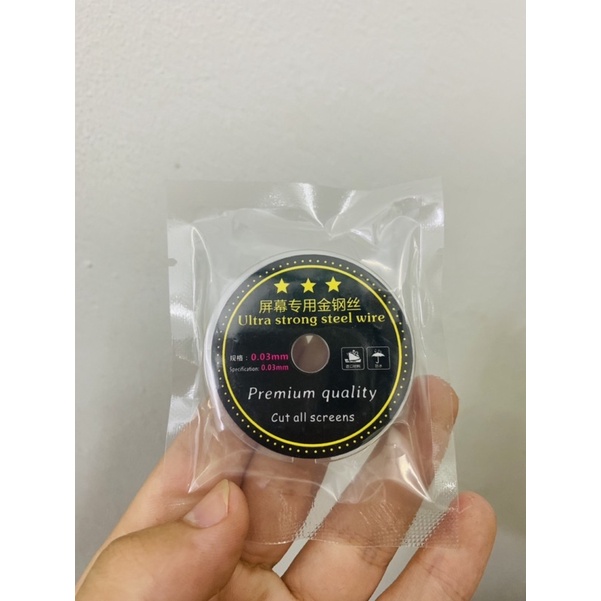 屏幕专用金钢丝
Ultra strong steel wire
规格：0.03mm
Specification: 0.03mm
Premium quality
Cut all screens